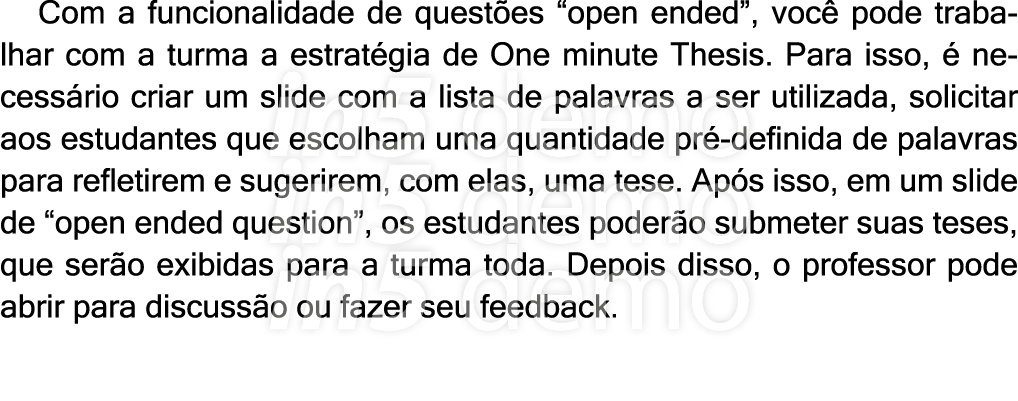 Com a funcionalidade de questões “open ended”, você pode traba-
lhar com a turma a estratégia de One minute Thesis. Para isso, é ne-
cessário criar um slide com a lista de palavras a ser utilizada, solicitar
aos estudantes que escolham uma quantidade pré-definida de palavras
para refletirem e sugerirem, com elas, uma tese. Após isso, em um slide
de “open ended question”, os estudantes poderão submeter suas teses,
que serão exibidas para a turma toda. Depois disso, o professor pode
abrir para discussão ou fazer seu feedback.
in5 demo
in5 demo
in5 demo